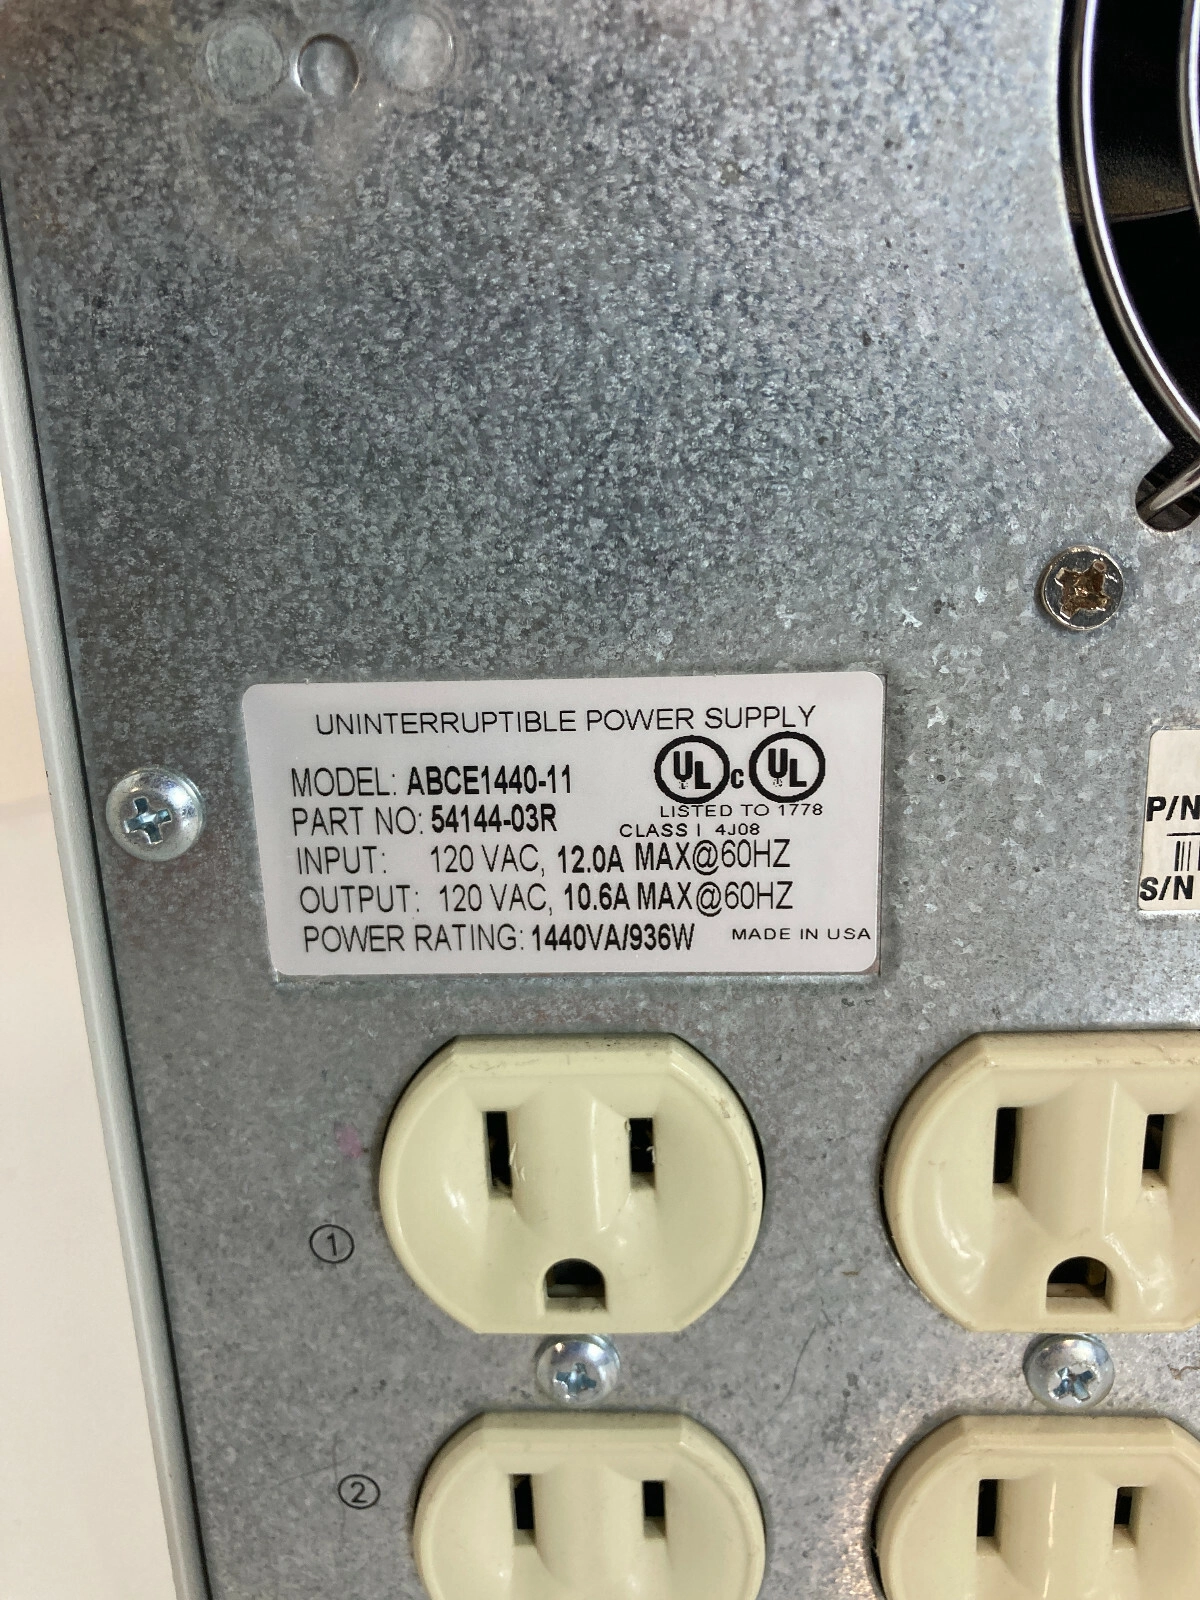 UNINTERRUPTIBLE POWER SUPPLY
MODEL: ABCE1440-11
UL c UL
PART NO: 54144-03R
LISTED TO 1778
CLASS I 4J08
INPUT: 120 VAC, 12.0A MAX@60HZ
OUTPUT: 120 VAC, 10.6A MAX@60HZ
POWER RATING: 1440VA/936W MADE IN USA
P/N
S/N
1
2